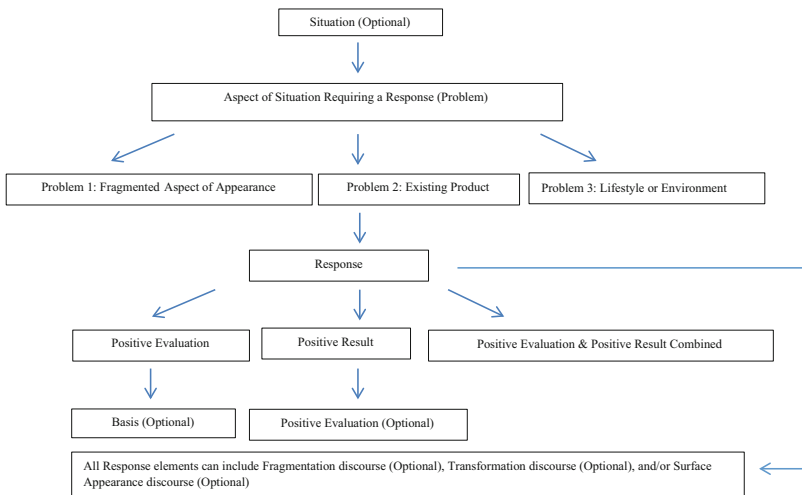 Situation (Optional)
Aspect of Situation Requiring a Response (Problem)
Problem 1: Fragmented Aspect of Appearance
Problem 2: Existing Product
Problem 3: Lifestyle or Environment
Response
Positive Evaluation
Positive Result
Positive Evaluation & Positive Result Combined
Basis (Optional)
Positive Evaluation (Optional)
All Response elements can include Fragmentation discourse (Optional), Transformation discourse (Optional), and/or Surface
Appearance discourse (Optional)